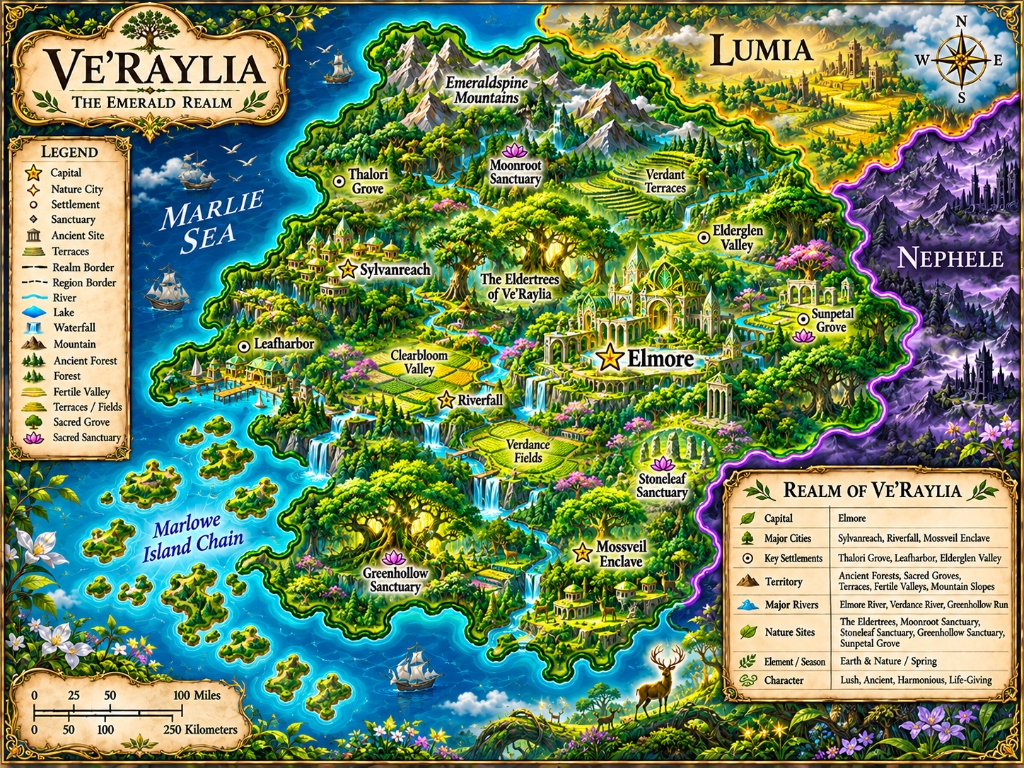 VE'RAYLIA
THE EMERALD REALM
LUMIA
N
W
E
S
LEGEND
Capital
Nature City
Settlement
Sanctuary
Ancient Site
Terraces
Realm Border
Region Border
River
Lake
Waterfall
Mountain
Ancient Forest
Forest
Fertile Valley
Terraces / Fields
Sacred Grove
Sacred Sanctuary
MARLIE
SEA
Emeraldspine
Mountains
Thalori
Grove
Moonroot
Sanctuary
Verdant
Terraces
Elderglen
Valley
NEPHELE
Sylvanreach
The Eldertrees
of Ve'Raylia
Sunpetal
Grove
Leafharbor
Clearbloom
Valley
Elmore
Riverfall
Verdance
Fields
Stoneleaf
Sanctuary
Marlowe
Island Chain
Greenhollow
Sanctuary
Mossveil
Enclave
REALM OF VE'RAYLIA
Capital Elmore
Major Cities Sylvanreach, Riverfall, Mossveil Enclave
Key Settlements Thalori Grove, Leafharbor, Elderglen Valley
Territory Ancient Forests, Sacred Groves,
Terraces, Fertile Valleys, Mountain Slopes
Major Rivers Elmore River, Verdance River, Greenhollow Run
Nature Sites The Eldertrees, Moonroot Sanctuary,
Stoneleaf Sanctuary, Greenhollow Sanctuary,
Sunpetal Grove
Element / Season Earth & Nature / Spring
Character Lush, Ancient, Harmonious, Life-Giving
0 25 50 100 Miles
0 50 100 250 Kilometers